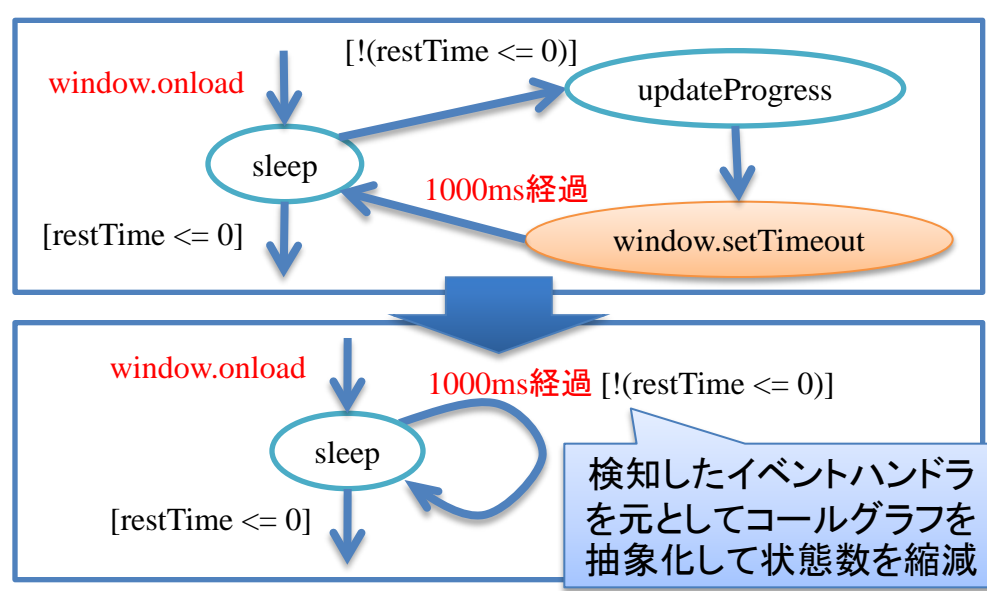 [!(restTime <= 0)]
window.onload
updateProgress
sleep
1000ms経過
[restTime <= 0]
window.setTimeout
window.onload
1000ms経過 [!(restTime <= 0)]
sleep
検知したイベントハンドラ
を元としてコールグラフを
抽象化して状態数を縮減
[restTime <= 0]